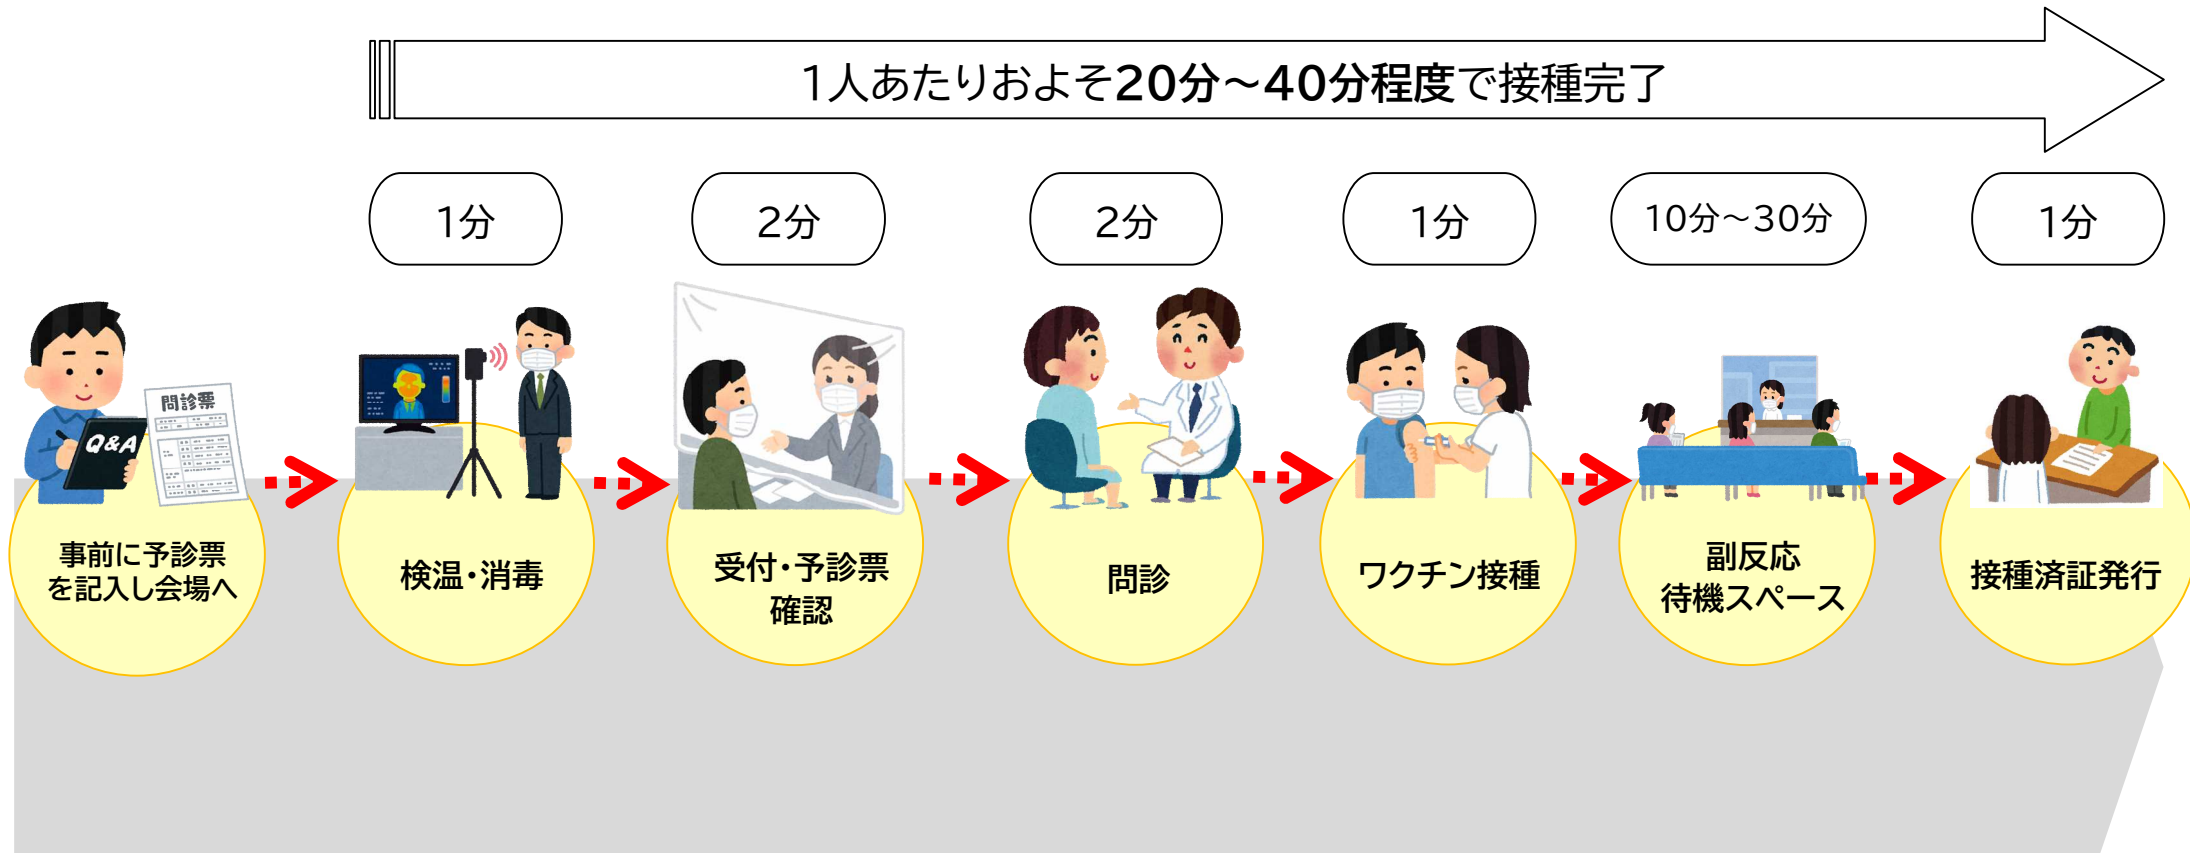 1人あたりおよそ20分～40分程度で接種完了
1分
2分
2分
1分
10分～30分
1分
問診票
Q&A
事前に予診票
を記入し会場へ
検温・消毒
受付・予診票
確認
問診
ワクチン接種
副反応
待機スペース
接種済証発行